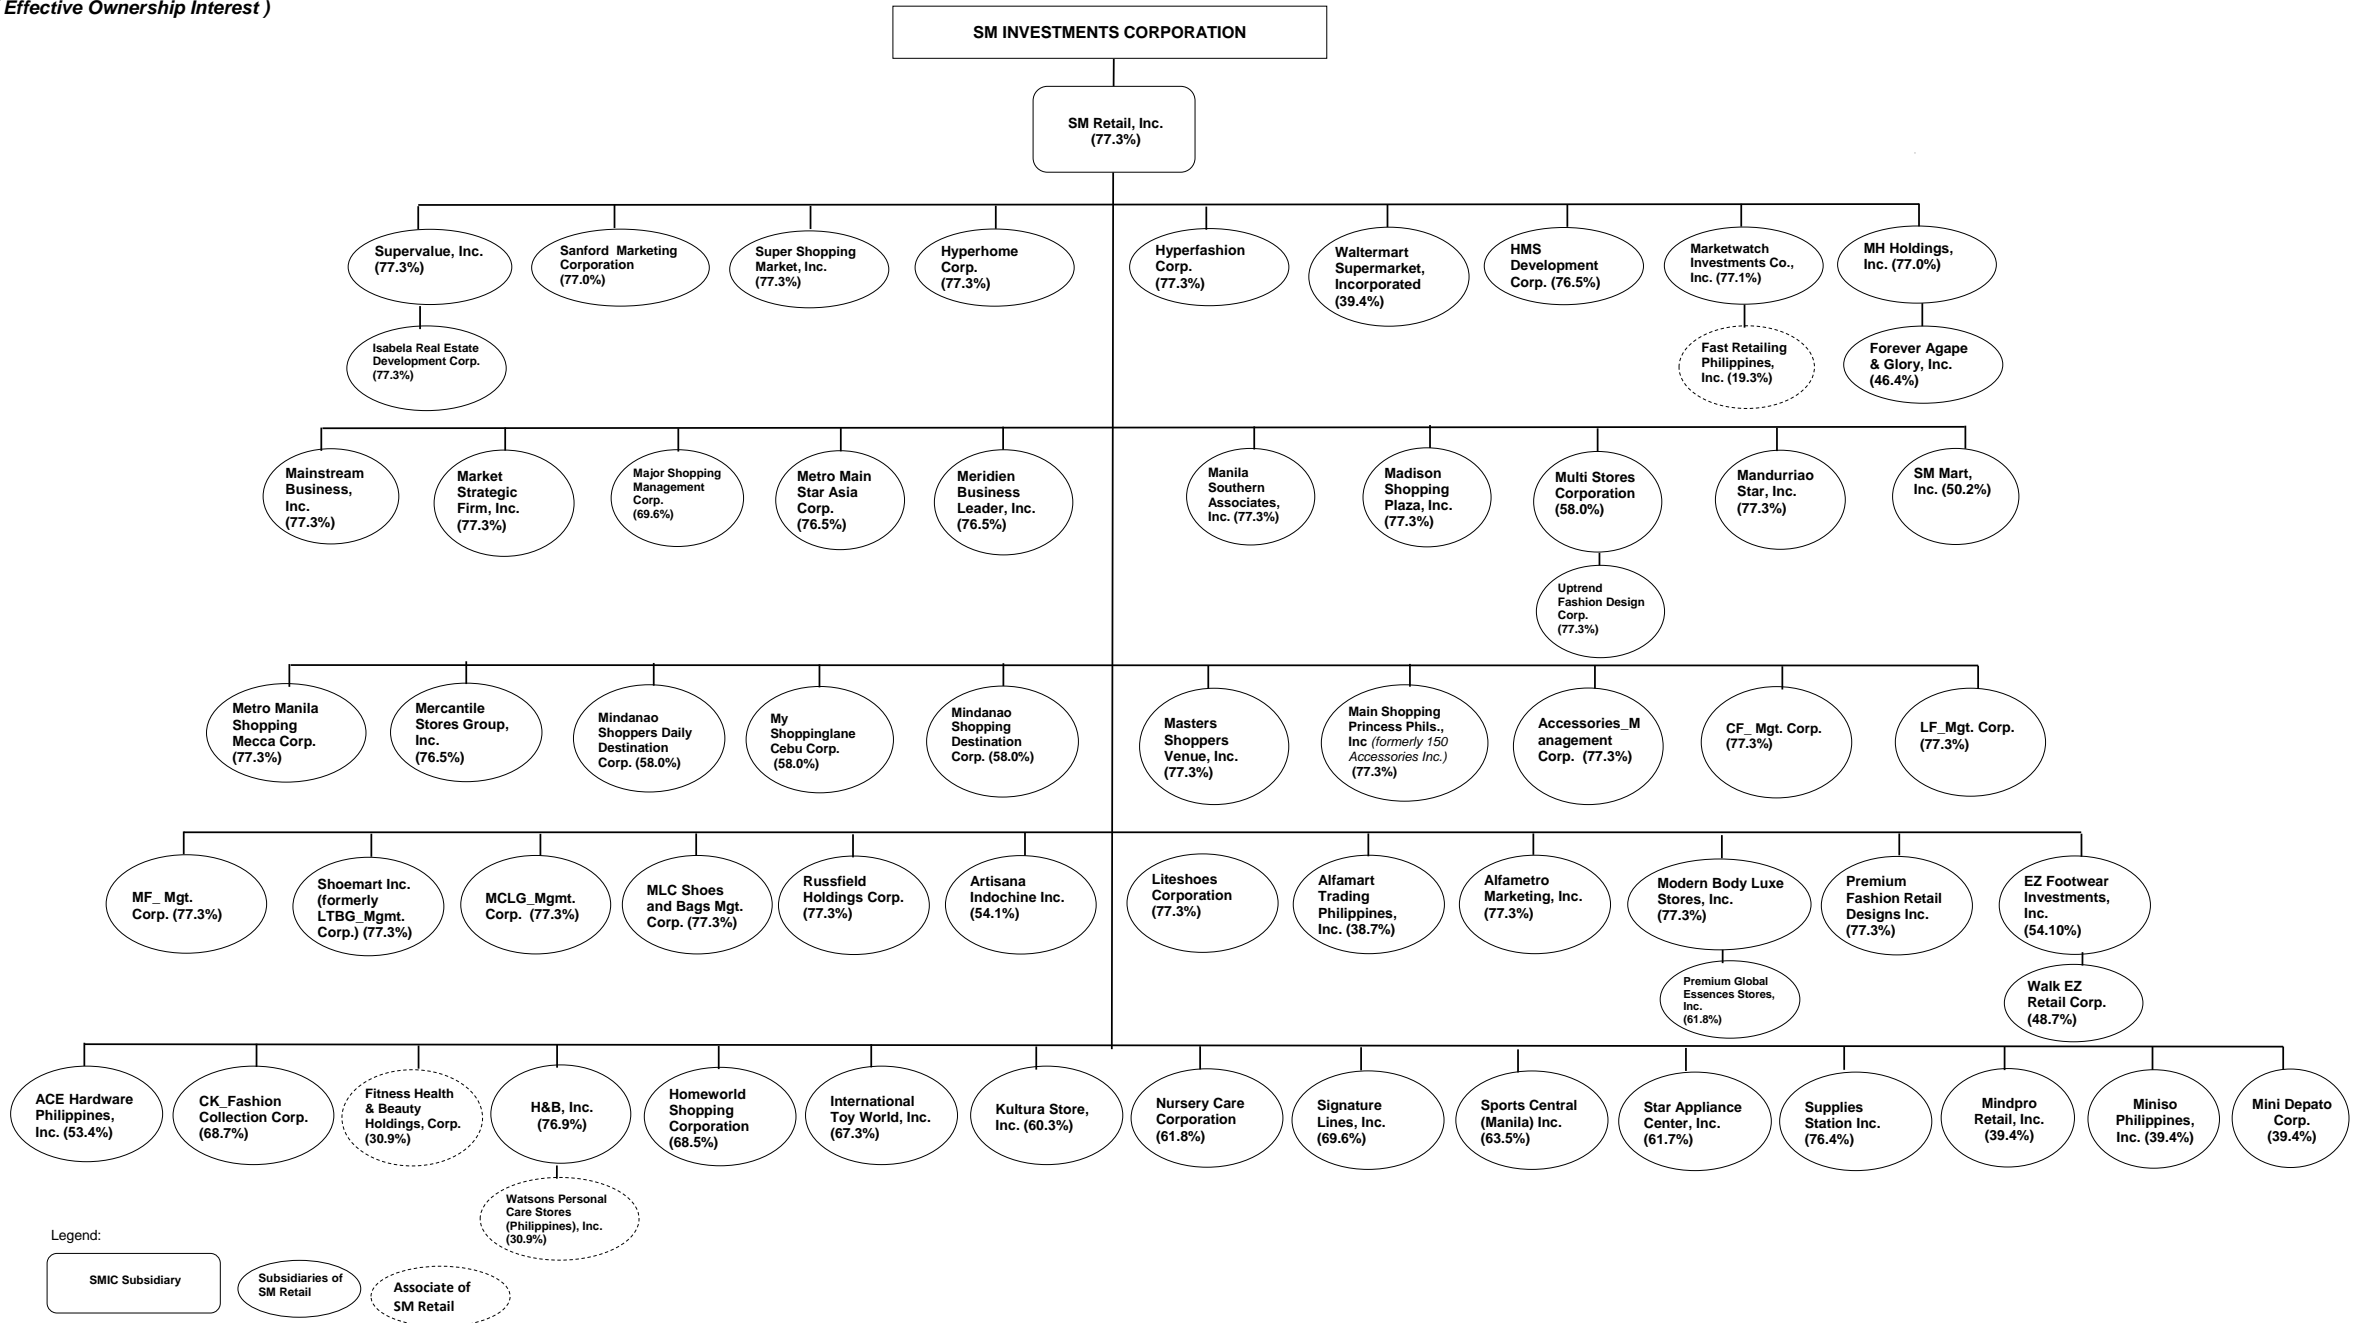 Effective Ownership Interest )
SM INVESTMENTS CORPORATION
SM Retail, Inc.
(77.3%)
Supervalue, Inc.
(77.3%)
Sanford Marketing
Corporation
(77.0%)
Super Shopping
Market, Inc.
(77.3%)
Hyperhome
Corp.
(77.3%)
Hyperfashion
Corp.
(77.3%)
Waltermart
Supermarket,
Incorporated
(39.4%)
HMS
Development
Corp. (76.5%)
Marketwatch
Investments Co.,
Inc. (77.1%)
MH Holdings,
Inc. (77.0%)
Isabela Real Estate
Development Corp.
(77.3%)
Fast Retailing
Philippines,
Inc. (19.3%)
Forever Agape
& Glory, Inc.
(46.4%)
Mainstream
Business,
Inc.
(77.3%)
Market
Strategic
Firm, Inc.
(77.3%)
Major Shopping
Management
Corp.
(69.6%)
Metro Main
Star Asia
Corp.
(76.5%)
Meridien
Business
Leader, Inc.
(76.5%)
Manila
Southern
Associates,
Inc. (77.3%)
Madison
Shopping
Plaza, Inc.
(77.3%)
Multi Stores
Corporation
(58.0%)
Mandurriao
Star, Inc.
(77.3%)
SM Mart,
Inc. (50.2%)
Uptrend
Fashion Design
Corp.
(77.3%)
Metro Manila
Shopping
Mecca Corp.
(77.3%)
Mercantile
Stores Group,
Inc.
(76.5%)
Mindanao
Shoppers Daily
Destination
Corp. (58.0%)
My
Shoppinglane
Cebu Corp.
(58.0%)
Mindanao
Shopping
Destination
Corp. (58.0%)
Masters
Shoppers
Venue, Inc.
(77.3%)
Main Shopping
Princess Phils.,
Inc (formerly 150
Accessories Inc.)
(77.3%)
Accessories_M
anagement
Corp. (77.3%)
CF_ Mgt. Corp.
(77.3%)
LF_Mgt. Corp.
(77.3%)
MF_ Mgt.
Corp. (77.3%)
Shoemart Inc.
(formerly
LTBG_Mgmt.
Corp.) (77.3%)
MCLG_Mgmt.
Corp. (77.3%)
MLC Shoes
and Bags Mgt.
Corp. (77.3%)
Russfield
Holdings Corp.
(77.3%)
Artisana
Indochine Inc.
(54.1%)
Liteshoes
Corporation
(77.3%)
Alfamart
Trading
Philippines,
Inc. (38.7%)
Alfametro
Marketing, Inc.
(77.3%)
Modern Body Luxe
Stores, Inc.
(77.3%)
Premium
Fashion Retail
Designs Inc.
(77.3%)
EZ Footwear
Investments,
Inc.
(54.10%)
Premium Global
Essences Stores,
Inc.
(61.8%)
Walk EZ
Retail Corp.
(48.7%)
ACE Hardware
Philippines,
Inc. (53.4%)
CK_Fashion
Collection Corp.
(68.7%)
Fitness Health
& Beauty
Holdings, Corp.
(30.9%)
H&B, Inc.
(76.9%)
Homeworld
Shopping
Corporation
(68.5%)
International
Toy World, Inc.
(67.3%)
Kultura Store,
Inc. (60.3%)
Nursery Care
Corporation
(61.8%)
Signature
Lines, Inc.
(69.6%)
Sports Central
(Manila) Inc.
(63.5%)
Star Appliance
Center, Inc.
(61.7%)
Supplies
Station Inc.
(76.4%)
Mindpro
Retail, Inc.
(39.4%)
Miniso
Philippines,
Inc. (39.4%)
Mini Depato
Corp.
(39.4%)
Watsons Personal
Care Stores
(Philippines), Inc.
(30.9%)
Legend:
SMIC Subsidiary
Subsidiaries of
SM Retail
Associate of
SM Retail